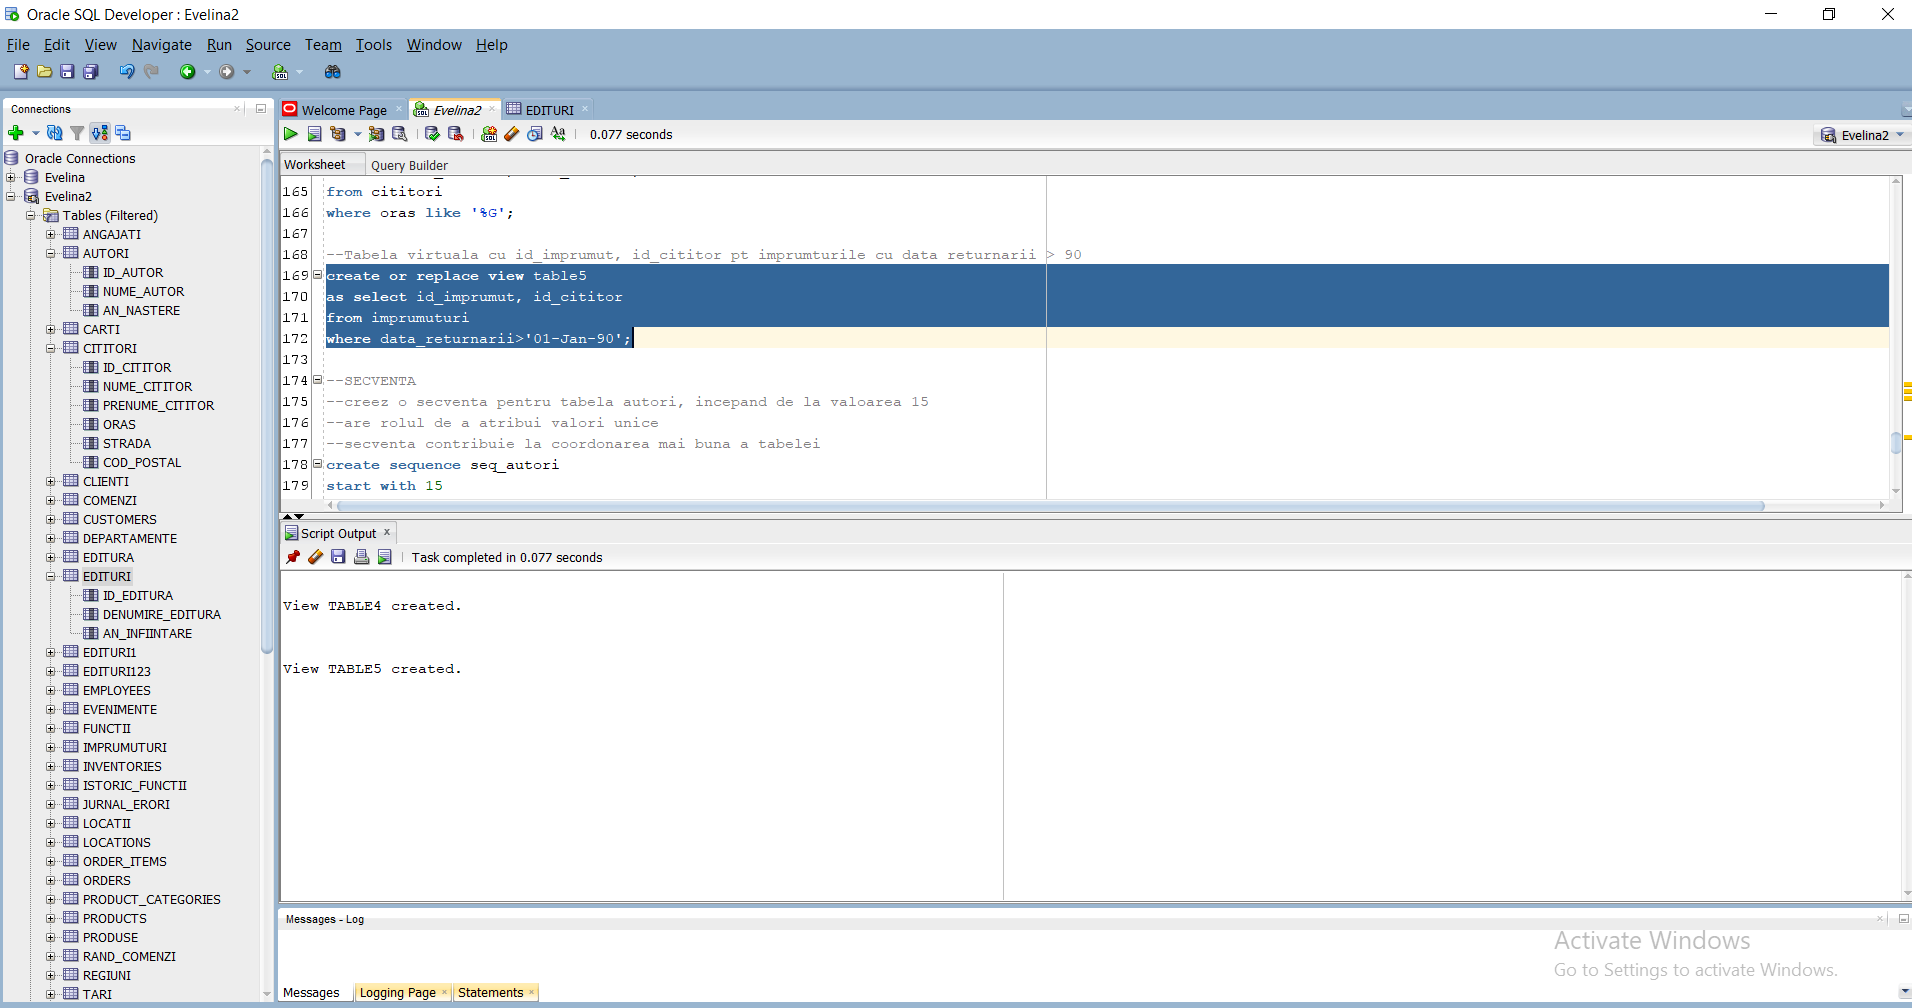 Oracle SQL Developer : Evelina2
File Edit View Navigate Run Source Team Tools Window Help
Connections
Oracle Connections
Evelina
Evelina2
Tables (Filtered)
ANGAJATI
AUTORI
ID_AUTOR
NUME_AUTOR
AN_NASTERE
CARTI
CITITORI
ID_CITITOR
NUME_CITITOR
PRENUME_CITITOR
ORAS
STRADA
COD_POSTAL
CLIENTI
COMENZI
CUSTOMERS
DEPARTAMENTE
EDITURA
EDITURI
ID_EDITURA
DENUMIRE_EDITURA
AN_INFIINTARE
EDITURI1
EDITURI123
EMPLOYEES
EVENIMENTE
FUNCTII
IMPRUMUTURI
INVENTORIES
ISTORIC_FUNCTII
JURNAL_ERORI
LOCATII
LOCATIONS
ORDER_ITEMS
ORDERS
PRODUCT_CATEGORIES
PRODUCTS
PRODUSE
RAND_COMENZI
REGIUNI
TARI
Welcome Page Evelina2 EDITURI
0.077 seconds Evelina2
Worksheet Query Builder
165 from cititori
166 where oras like '%G';
167
168 --Tabela virtuala cu id_imprumut, id_cititor pt imprumturile cu data returnarii > 90
169 create or replace view table5
170 as select id_imprumut, id_cititor
171 from imprumuturi
172 where data_returnarii>'01-Jan-90';
173
174 --SECVENTA
175 --creez o secventa pentru tabela autori, incepand de la valoarea 15
176 --are rolul de a atribui valori unice
177 --secventa contribuie la coordonarea mai buna a tabelei
178 create sequence seq_autori
179 start with 15
Script Output
Task completed in 0.077 seconds
View TABLE4 created.
View TABLE5 created.
Messages - Log
Activate Windows
Go to Settings to activate Windows.
Messages Logging Page Statements